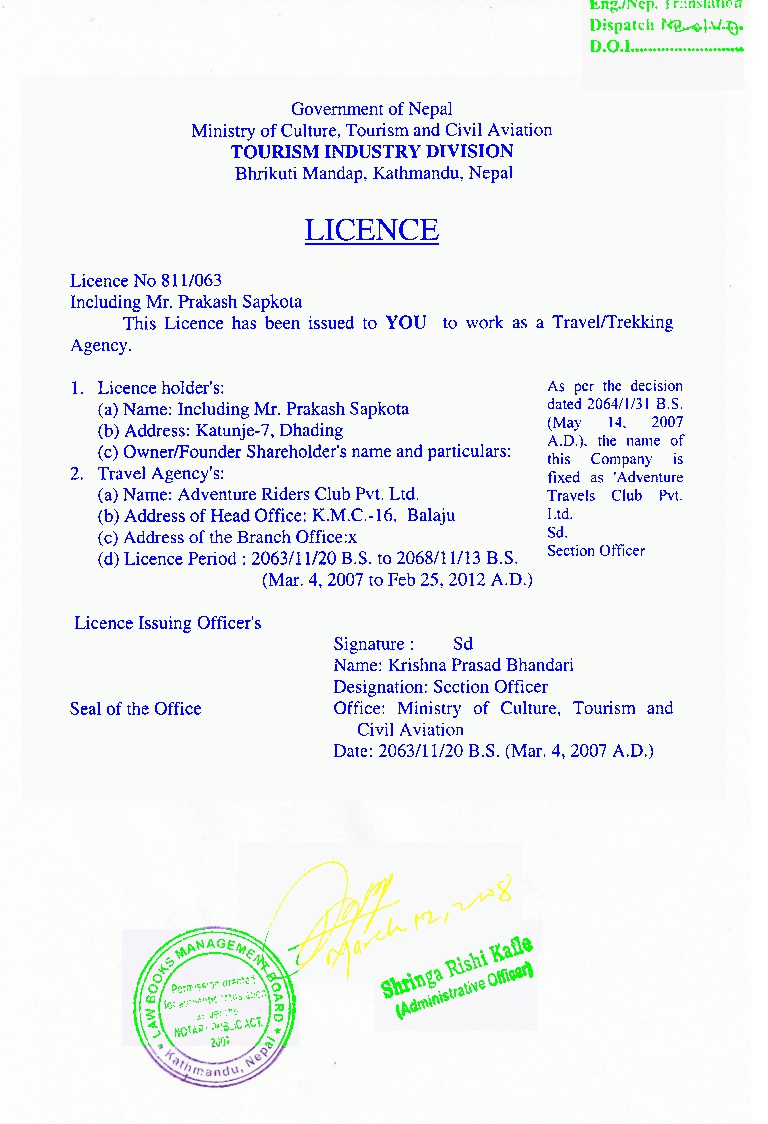 Eng./Nep. Translation
Dispatch No.
D.O.I.........................
Government of Nepal
Ministry of Culture, Tourism and Civil Aviation
TOURISM INDUSTRY DIVISION
Bhrikuti Mandap, Kathmandu, Nepal
LICENCE
Licence No 811/063
Including Mr. Prakash Sapkota
This Licence has been issued to YOU to work as a Travel/Trekking
Agency.
1. Licence holder's:
(a) Name: Including Mr. Prakash Sapkota
(b) Address: Katunje-7, Dhading
(c) Owner/Founder Shareholder's name and particulars:
2. Travel Agency's:
(a) Name: Adventure Riders Club Pvt. Ltd.
(b) Address of Head Office: K.M.C.-16, Balaju
(c) Address of the Branch Office:x
(d) Licence Period : 2063/11/20 B.S. to 2068/11/13 B.S.
(Mar. 4, 2007 to Feb 25, 2012 A.D.)
As per the decision
dated 2064/1/31 B.S.
(May 14, 2007
A.D.), the name of
this Company is
fixed as 'Adventure
Travels Club Pvt.
Ltd.
Sd.
Section Officer
Licence Issuing Officer's
Signature : Sd
Name: Krishna Prasad Bhandari
Designation: Section Officer
Seal of the Office
Office: Ministry of Culture, Tourism and
Civil Aviation
Date: 2063/11/20 B.S. (Mar. 4, 2007 A.D.)
March 12, 2008
Shringa Rishi Kafle
(Administrative Officer)
LAW BOOKS MANAGEMENT BOARD
Permission granted
NOTARY PUBLIC ACT.
Kathmandu, Nepal